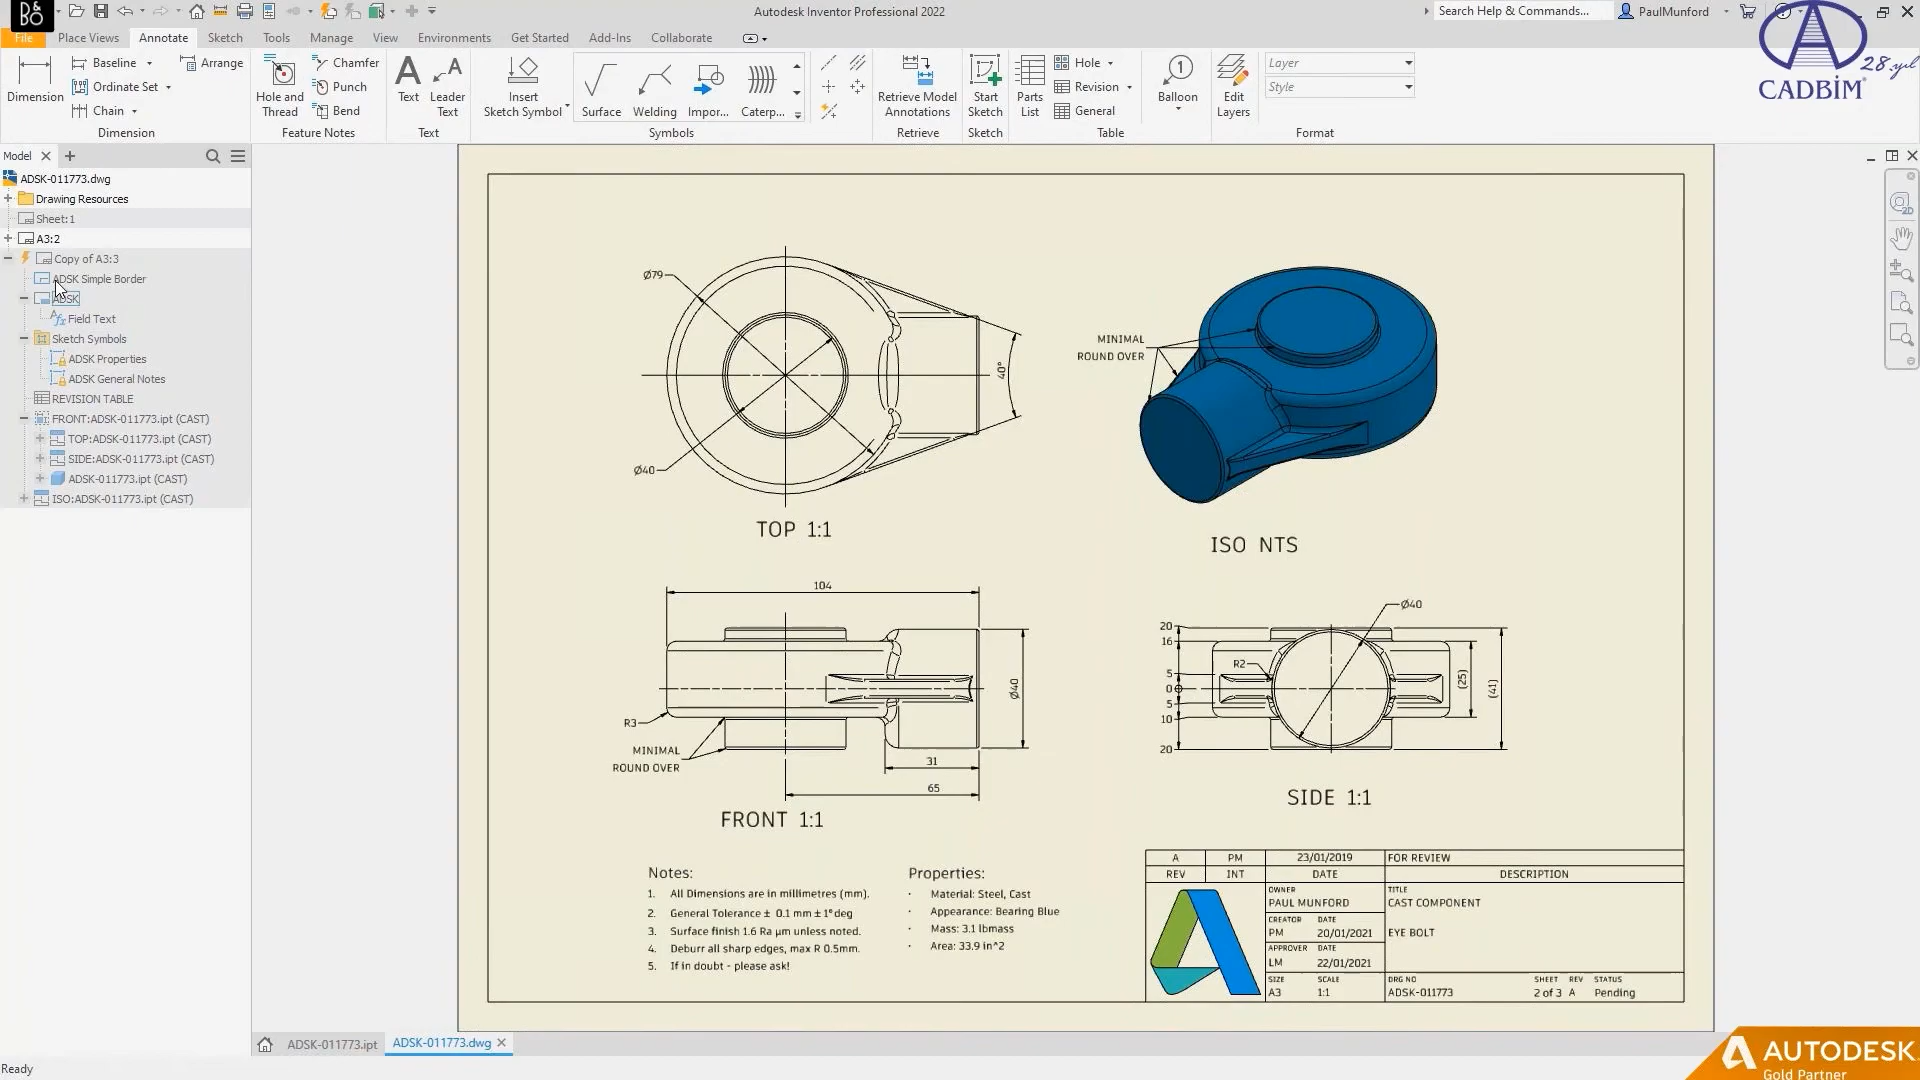 B&
BO
Autodesk Inventor Professional 2022
Search Help & Commands...
PaulMunford
File
Place Views
Annotate
Sketch
Tools
Manage
View
Environments
Get Started
Add-Ins
Collaborate
CADBİM
28.yıl
Dimension
Baseline
Ordinate Set
Chain
Arrange
Dimension
Hole and
Thread
Chamfer
Punch
Bend
Feature Notes
Text
Leader
Text
Text
Insert
Sketch Symbol
Surface
Welding
Impor...
Caterp...
Symbols
Retrieve Model
Annotations
Retrieve
Start
Sketch
Sketch
Parts
List
Hole
Revision
General
Table
Balloon
Edit
Layers
Layer
Style
Format
Model
ADSK-011773.dwg
Drawing Resources
Sheet:1
A3:2
Copy of A3:3
ADSK Simple Border
ADSK
Field Text
Sketch Symbols
ADSK Properties
ADSK General Notes
REVISION TABLE
FRONT:ADSK-011773.ipt (CAST)
TOP:ADSK-011773.ipt (CAST)
SIDE:ADSK-011773.ipt (CAST)
ADSK-011773.ipt (CAST)
ISO:ADSK-011773.ipt (CAST)
2D
Ø79
40°
Ø40
TOP 1:1
MINIMAL
ROUND OVER
ISO NTS
104
Ø40
R3
MINIMAL
ROUND OVER
31
65
FRONT 1:1
Ø40
20
16
5
0
5
10
20
R2
(25)
(41)
SIDE 1:1
Notes:
1. All Dimensions are in millimetres (mm).
2. General Tolerance ± 0.1 mm ± 1° deg
3. Surface finish 1.6 Ra µm unless noted.
4. Deburr all sharp edges, max R 0.5mm.
5. If in doubt - please ask!
Properties:
· Material: Steel, Cast
· Appearance: Bearing Blue
· Mass: 3.1 lbmass
· Area: 33.9 in^2
A PM 23/01/2019 FOR REVIEW
REV INT DATE DESCRIPTION
OWNER
PAUL MUNFORD
TITLE
CAST COMPONENT
CREATOR DATE
PM 20/01/2021
EYE BOLT
APPROVER DATE
LM 22/01/2021
SIZE SCALE
A3 1:1
DRG NO SHEET REV STATUS
ADSK-011773 2 of 3 A Pending
ADSK-011773.ipt
ADSK-011773.dwg
Ready
AUTODESK
Gold Partner